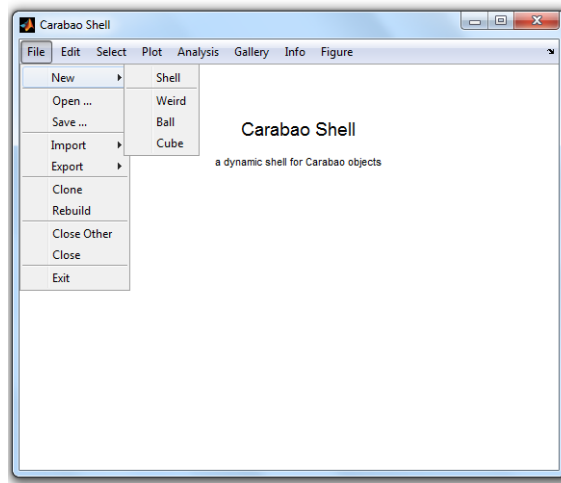 Carabao Shell
File Edit Select Plot Analysis Gallery Info Figure
New
Open ...
Save ...
Import
Export
Clone
Rebuild
Close Other
Close
Exit
Shell
Weird
Ball
Cube
Carabao Shell
a dynamic shell for Carabao objects